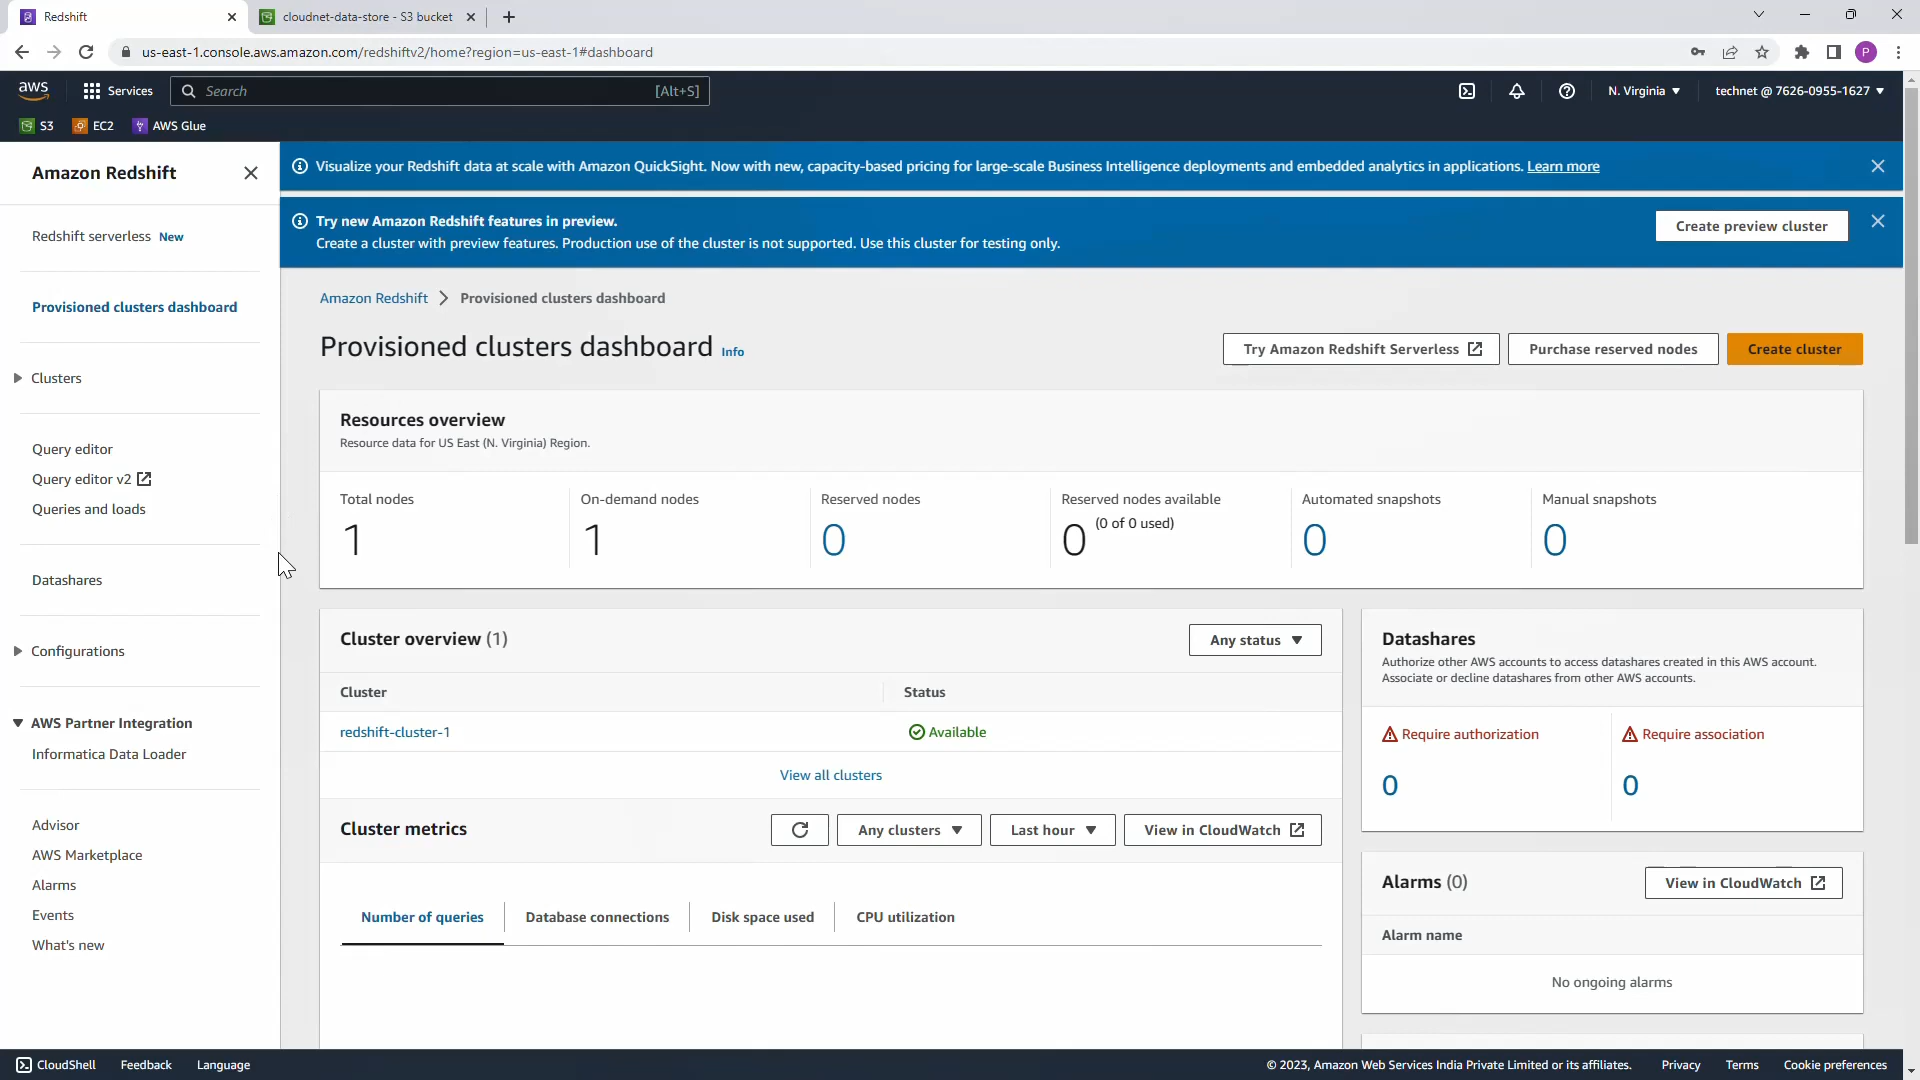 Redshift
cloudnet-data-store - S3 bucket
us-east-1.console.aws.amazon.com/redshiftv2/home?region=us-east-1#dashboard
P
aws
Services
Search
[Alt+S]
N. Virginia
technet @ 7626-0955-1627
S3
EC2
AWS Glue
Amazon Redshift
Redshift serverless New
Provisioned clusters dashboard
Clusters
Query editor
Query editor v2
Queries and loads
Datashares
Configurations
AWS Partner Integration
Informatica Data Loader
Advisor
AWS Marketplace
Alarms
Events
What's new
Visualize your Redshift data at scale with Amazon QuickSight. Now with new, capacity-based pricing for large-scale Business Intelligence deployments and embedded analytics in applications. Learn more
Try new Amazon Redshift features in preview.
Create a cluster with preview features. Production use of the cluster is not supported. Use this cluster for testing only.
Create preview cluster
Amazon Redshift
Provisioned clusters dashboard
Provisioned clusters dashboard Info
Try Amazon Redshift Serverless
Purchase reserved nodes
Create cluster
Resources overview
Resource data for US East (N. Virginia) Region.
Total nodes
1
On-demand nodes
1
Reserved nodes
0
Reserved nodes available
0 (0 of 0 used)
Automated snapshots
0
Manual snapshots
0
Cluster overview (1)
Any status
Cluster
Status
redshift-cluster-1
Available
View all clusters
Cluster metrics
Any clusters
Last hour
View in CloudWatch
Number of queries
Database connections
Disk space used
CPU utilization
Datashares
Authorize other AWS accounts to access datashares created in this AWS account.
Associate or decline datashares from other AWS accounts.
Require authorization
0
Require association
0
Alarms (0)
View in CloudWatch
Alarm name
No ongoing alarms
CloudShell
Feedback
Language
© 2023, Amazon Web Services India Private Limited or its affiliates.
Privacy
Terms
Cookie preferences